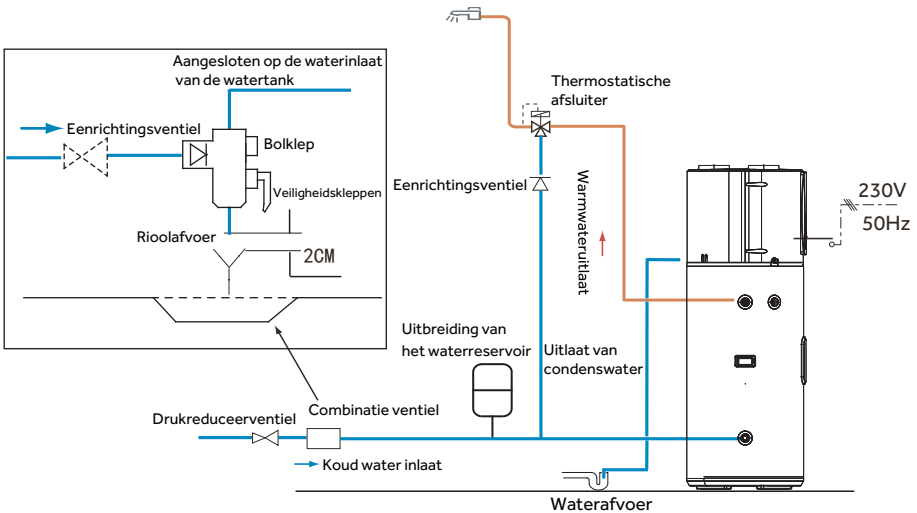 Aangesloten op de waterinlaat
van de watertank
Eenrichtingsventiel
Bolklep
Veiligheidskleppen
Rioolafvoer
2CM
Thermostatische
afsluiter
Eenrichtingsventiel
Warmwateruitlaat
230V
50Hz
Uitbreiding van
het waterreservoir
Uitlaat van
condenswater
Drukreduceerventiel
Combinatie ventiel
Koud water inlaat
Waterafvoer